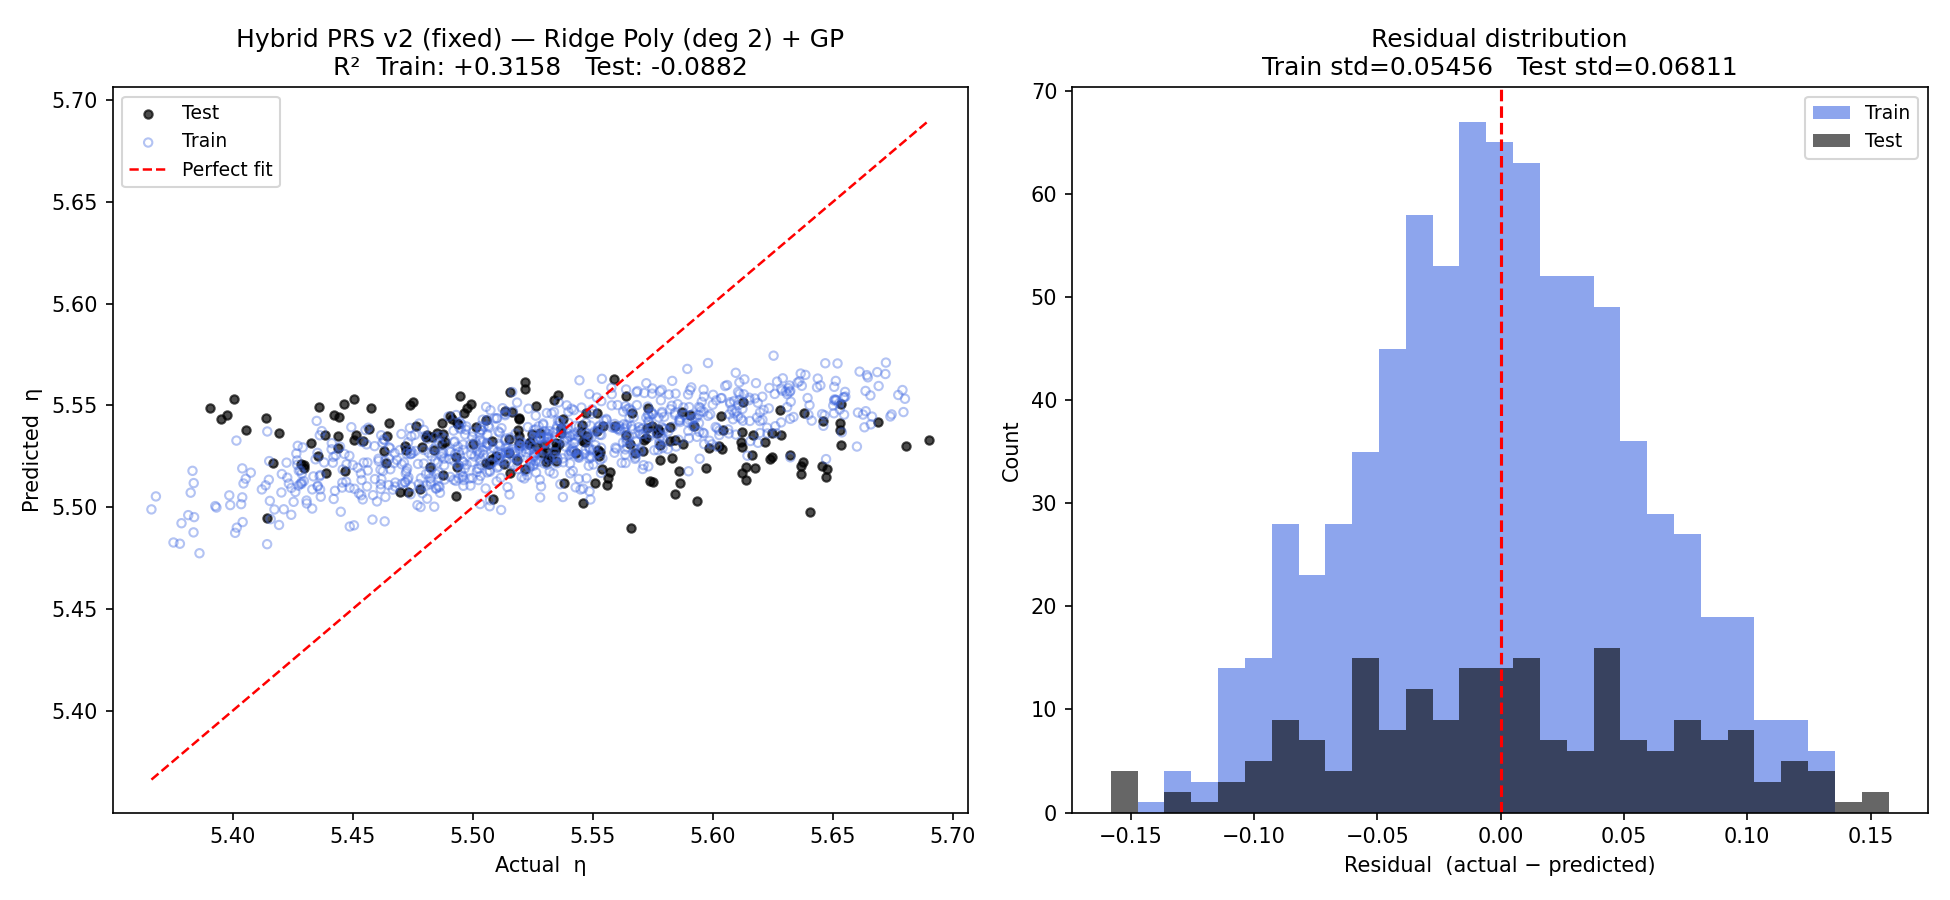 Hybrid PRS v2 (fixed) — Ridge Poly (deg 2) + GP
R²  Train: +0.3158   Test: -0.0882
Test
Train
Perfect fit
5.70
5.65
5.60
5.55
5.50
5.45
5.40
Predicted  η
5.40
5.45
5.50
5.55
5.60
5.65
5.70
Actual  η
Residual distribution
Train std=0.05456   Test std=0.06811
Train
Test
70
60
50
40
30
20
10
0
Count
−0.15
−0.10
−0.05
0.00
0.05
0.10
0.15
Residual  (actual − predicted)